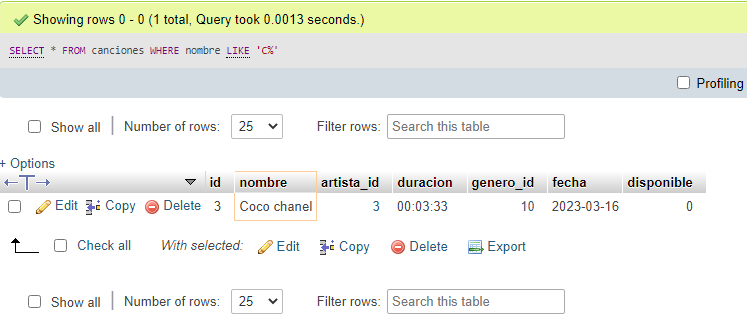 Showing rows 0 - 0 (1 total, Query took 0.0013 seconds.)
SELECT * FROM canciones WHERE nombre LIKE 'C%'
Profiling
Show all Number of rows: 25 Filter rows: Search this table
+ Options
id nombre artista_id duracion genero_id fecha disponible
Edit Copy Delete 3 Coco chanel 3 00:03:33 10 2023-03-16 0
Check all With selected: Edit Copy Delete Export
Show all Number of rows: 25 Filter rows: Search this table